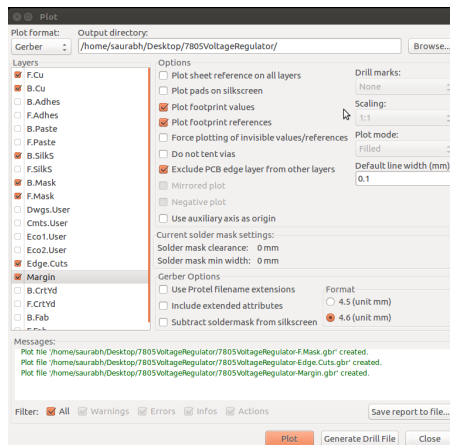 Plot
Plot format:
Output directory:
Gerber
/home/saurabh/Desktop/7805VoltageRegulator/
Browse...
Layers
F.Cu
B.Cu
B.Adhes
F.Adhes
B.Paste
F.Paste
B.SilkS
F.SilkS
B.Mask
F.Mask
Dwgs.User
Cmts.User
Eco1.User
Eco2.User
Edge.Cuts
Margin
B.CrtYd
F.CrtYd
B.Fab
F.Fab
Options
Plot sheet reference on all layers
Plot pads on silkscreen
Plot footprint values
Plot footprint references
Force plotting of invisible values/references
Do not tent vias
Exclude PCB edge layer from other layers
Mirrored plot
Negative plot
Use auxiliary axis as origin
Drill marks:
None
Scaling:
1:1
Plot mode:
Filled
Default line width (mm)
0.1
Current solder mask settings:
Solder mask clearance: 0 mm
Solder mask min width: 0 mm
Gerber Options
Use Protel filename extensions
Include extended attributes
Subtract soldermask from silkscreen
Format
4.5 (unit mm)
4.6 (unit mm)
Messages:
Plot file '/home/saurabh/Desktop/7805VoltageRegulator/7805VoltageRegulator-F.Mask.gbr' created.
Plot file '/home/saurabh/Desktop/7805VoltageRegulator/7805VoltageRegulator-Edge.Cuts.gbr' created.
Plot file '/home/saurabh/Desktop/7805VoltageRegulator/7805VoltageRegulator-Margin.gbr' created.
Filter:
All
Warnings
Errors
Infos
Actions
Save report to file...
Plot
Generate Drill File
Close